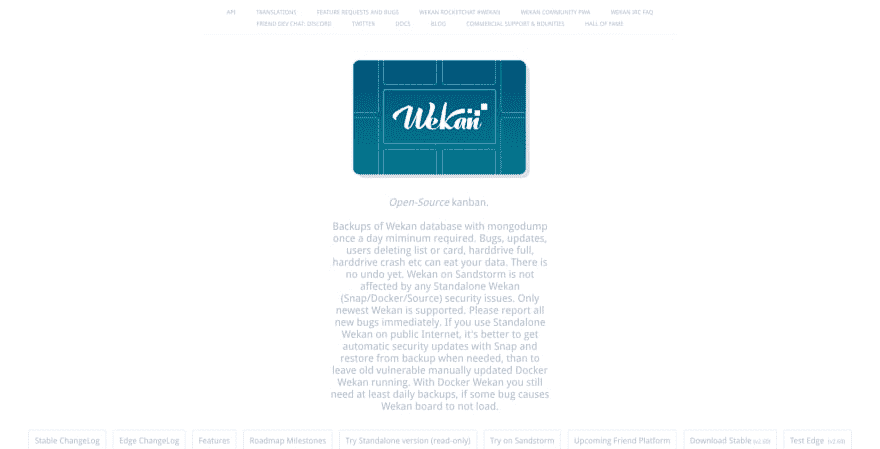 API TRANSLATIONS FEATURE REQUESTS AND BUGS WEKAN ROCKETCHAT #WEKAN WEKAN COMMUNITY PWA WEKAN IRC FAQ
FRIEND DEV CHAT: DISCORD TWITTER DOCS BLOG COMMERCIAL SUPPORT & BOUNTIES HALL OF FAME
Wekan
Open-Source kanban.
Backups of Wekan database with mongodump
once a day miminum required. Bugs, updates,
users deleting list or card, harddrive full,
harddrive crash etc can eat your data. There is
no undo yet. Wekan on Sandstorm is not
affected by any Standalone Wekan
(Snap/Docker/Source) security issues. Only
newest Wekan is supported. Please report all
new bugs immediately. If you use Standalone
Wekan on public Internet, it's better to get
automatic security updates with Snap and
restore from backup when needed, than to
leave old vulnerable manually updated Docker
Wekan running. With Docker Wekan you still
need at least daily backups, if some bug causes
Wekan board to not load.
Stable ChangeLog Edge ChangeLog Features Roadmap Milestones Try Standalone version (read-only) Try on Sandstorm Upcoming Friend Platform Download Stable (v2.60) Test Edge (v2.60)